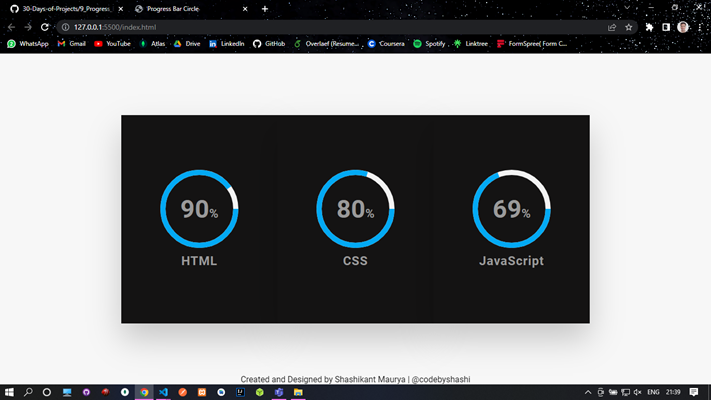 30-Days-of-Projects/9_Progress_
Progress Bar Circle
127.0.0.1:5500/index.html
WhatsApp
Gmail
YouTube
Atlas
Drive
LinkedIn
GitHub
Overleaf (Resume...
Coursera
Spotify
Linktree
FormSpree( Form C...
90%
80%
69%
HTML
CSS
JavaScript
Created and Designed by Shashikant Maurya | @codebyshashi
ENG
21:39